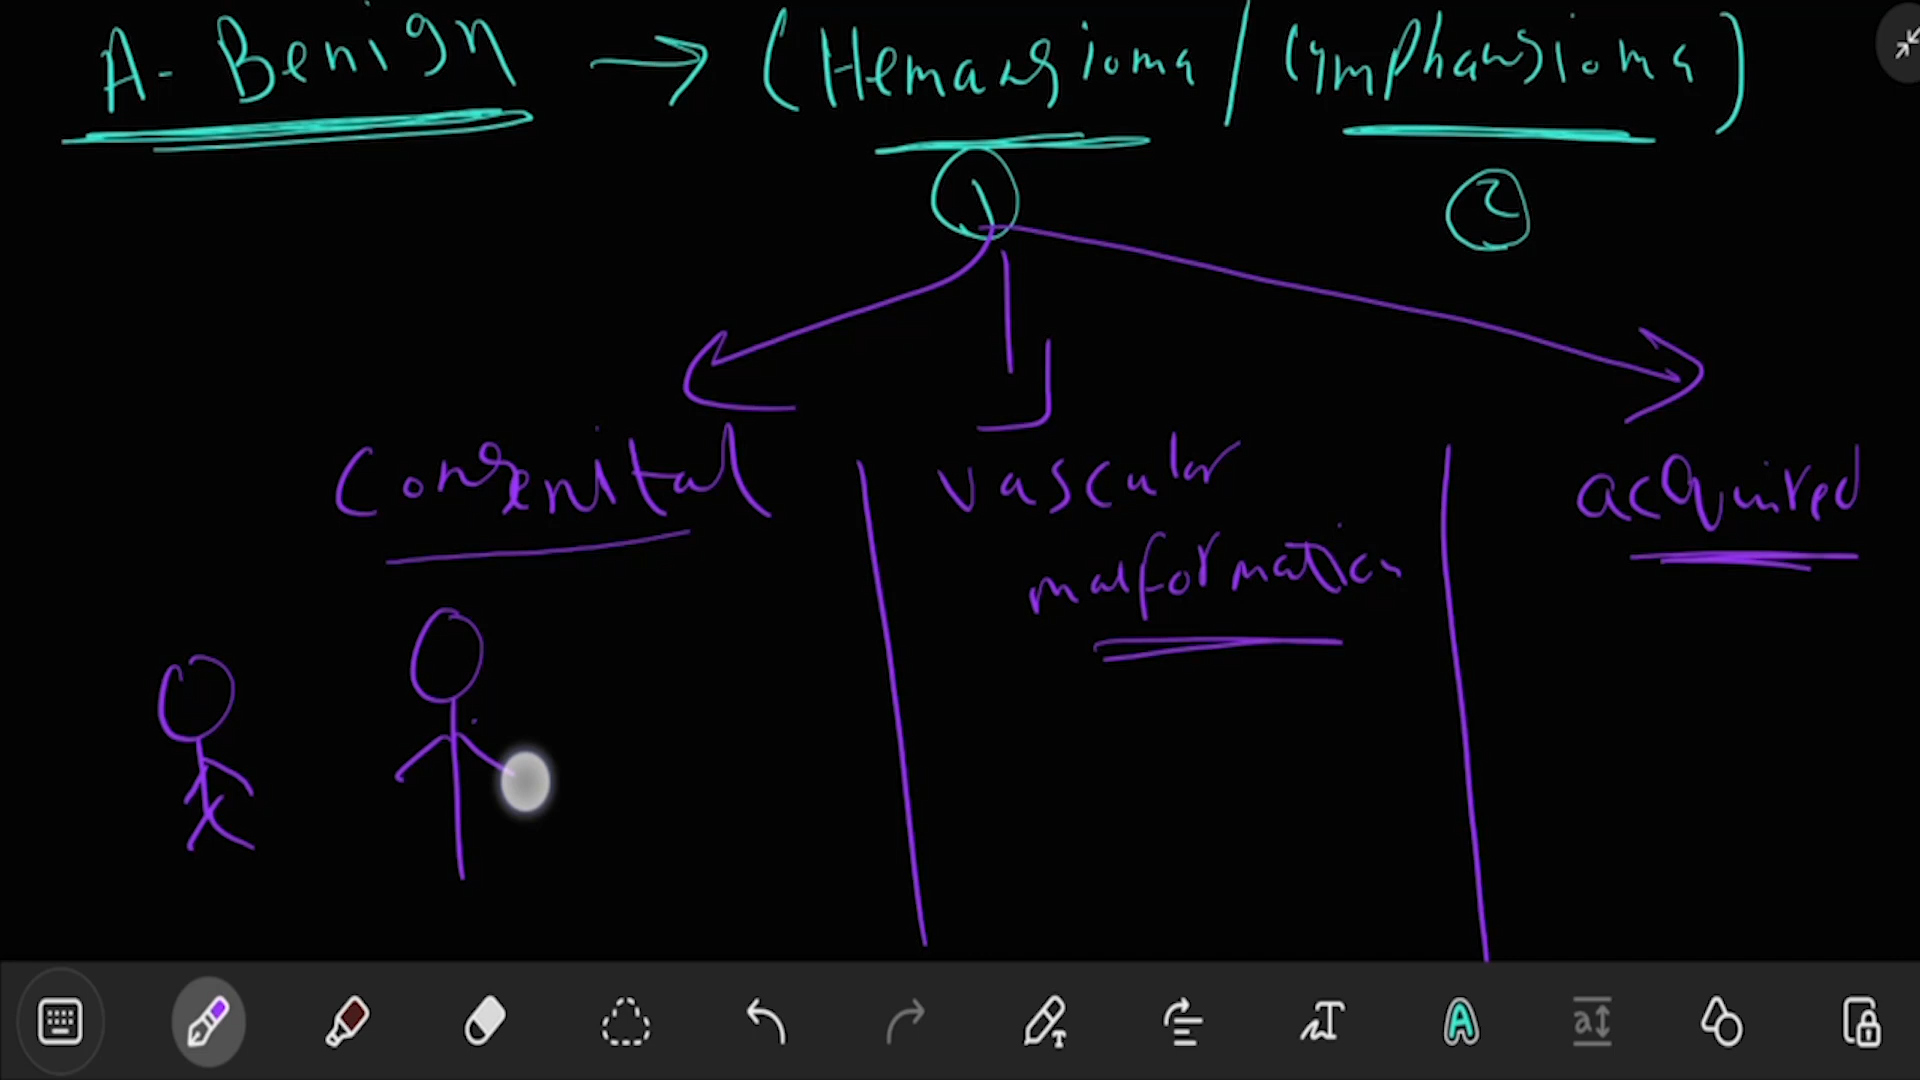 A- Benign → (Hemangioma / Lymphangioma)
1 2
Congenital vascular acquired
malformation